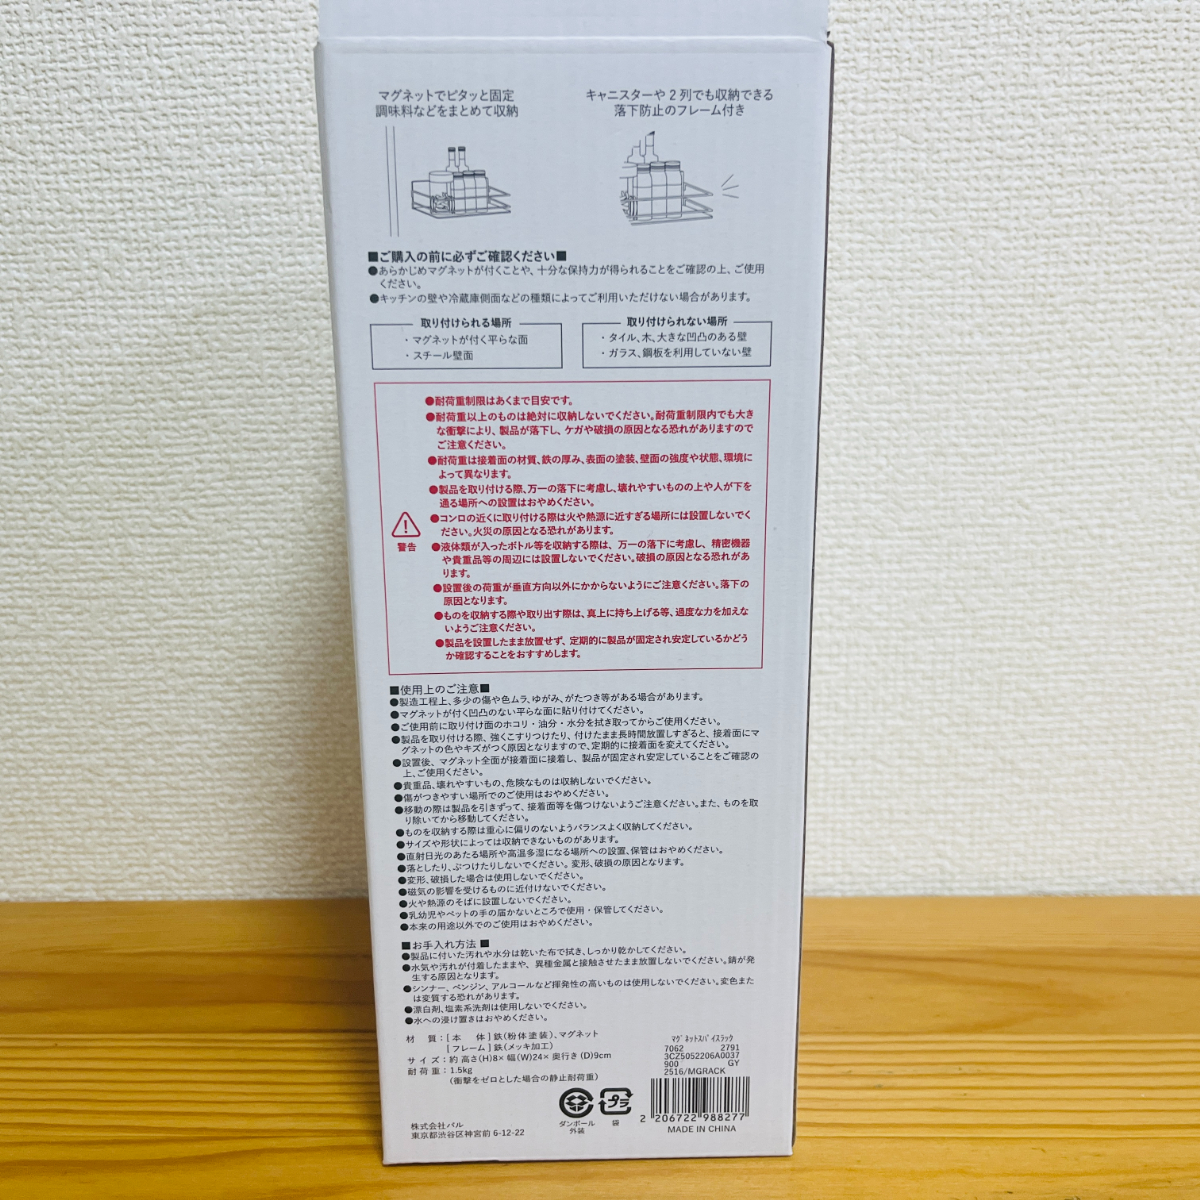 マグネットでピタッと固定
調味料などをまとめて収納
キャニスターや2列でも収納できる
落下防止のフレーム付き
■ご購入の前に必ずご確認ください■
●あらかじめマグネットが付くことや、十分な保持力が得られることをご確認の上、ご使用
ください。
●キッチンの壁や冷蔵庫側面などの種類によってご利用いただけない場合があります。
取り付けられる場所
・マグネットが付く平らな面
・スチール壁面
取り付けられない場所
・タイル、木、大きな凹凸のある壁
・ガラス、鋼板を利用していない壁
警告
●耐荷重制限はあくまで目安です。
●耐荷重以上のものは絶対に収納しないでください。耐荷重制限内でも大き
な衝撃により、製品が落下し、ケガや破損の原因となる恐れがありますので
ご注意ください。
●耐荷重は接着面の材質、鉄の厚み、表面の塗装、壁面の強度や状態、環境に
よって異なります。
●製品を取り付ける際、万一の落下に考慮し、壊れやすいものの上や人が下を
通る場所への設置はおやめください。
●コンロの近くに取り付ける際は火や熱源に近すぎる場所には設置しないでく
ださい。火災の原因となる恐れがあります。
●液体類が入ったボトル等を収納する際は、万一の落下に考慮し、精密機器
や貴重品等の周辺には設置しないでください。破損の原因となる恐れがあ
ります。
●設置後の荷重が垂直方向以外にかからないようにご注意ください。落下の
原因となります。
●ものを収納する際や取り出す際は、真上に持ち上げる等、過度な力を加えな
いようご注意ください。
●製品を設置したまま放置せず、定期的に製品が固定され安定しているかどう
か確認することをおすすめします。
■使用上のご注意■
●製造工程上、多少の傷や色ムラ、ゆがみ、がたつき等がある場合があります。
●マグネットが付く凹凸のない平らな面に貼り付けてください。
●ご使用前に取り付け面のホコリ・油分・水分を拭き取ってからご使用ください。
●製品を取り付ける際、強くこすりつけたり、付けたまま長時間放置しすぎると、接着面にマ
グネットの色やキズがつく原因となりますので、定期的に接着面を変えてください。
●設置後、マグネット全面が接着面に接着し、製品が固定され安定していることをご確認の
上、ご使用ください。
●貴重品、壊れやすいもの、危険なものは収納しないでください。
●傷がつきやすい場所でのご使用はおやめください。
●移動の際は製品を引きずって、接着面等を傷つけないようご注意ください。また、ものを取
り除いてから移動してください。
●ものを収納する際は重心に偏りのないようバランスよく収納してください。
●サイズや形状によっては収納できないものがあります。
●直射日光のあたる場所や高温多湿になる場所への設置、保管はおやめください。
●落としたり、ぶつけたりしないでください。変形、破損の原因となります。
●変形、破損した場合は使用しないでください。
●磁気の影響を受けるものに近付けないでください。
●火や熱源のそばに設置しないでください。
●乳幼児やペットの手の届かないところで使用・保管してください。
●本来の用途以外でのご使用はおやめください。
■お手入れ方法■
●製品に付いた汚れや水分は乾いた布で拭き、しっかり乾かしてください。
●水気や汚れが付着したままや、異種金属と接触させたまま放置しないでください。錆が発
生する原因となります。
●シンナー、ベンジン、アルコールなど揮発性の高いものは使用しないでください。変色また
は変質する恐れがあります。
●漂白剤、塩素系洗剤は使用しないでください。
●水への浸け置きはおやめください。
材 質：[本 体]鉄(粉体塗装)、マグネット
[フレーム]鉄(メッキ加工)
サイズ：約 高さ(H)8×幅(W)24×奥行き(D)9cm
耐荷重：1.5kg
(衝撃をゼロとした場合の静止耐荷重)
株式会社パル
東京都渋谷区神宮前 6-12-22
ダンボール
外装
プラ
袋
ﾏｸﾞﾈｯﾄｽﾊﾟｲｽﾗｯｸ
7062 2791
3CZ5052206A0037
900 GY
2516/MGRACK
2 206722 988277
MADE IN CHINA